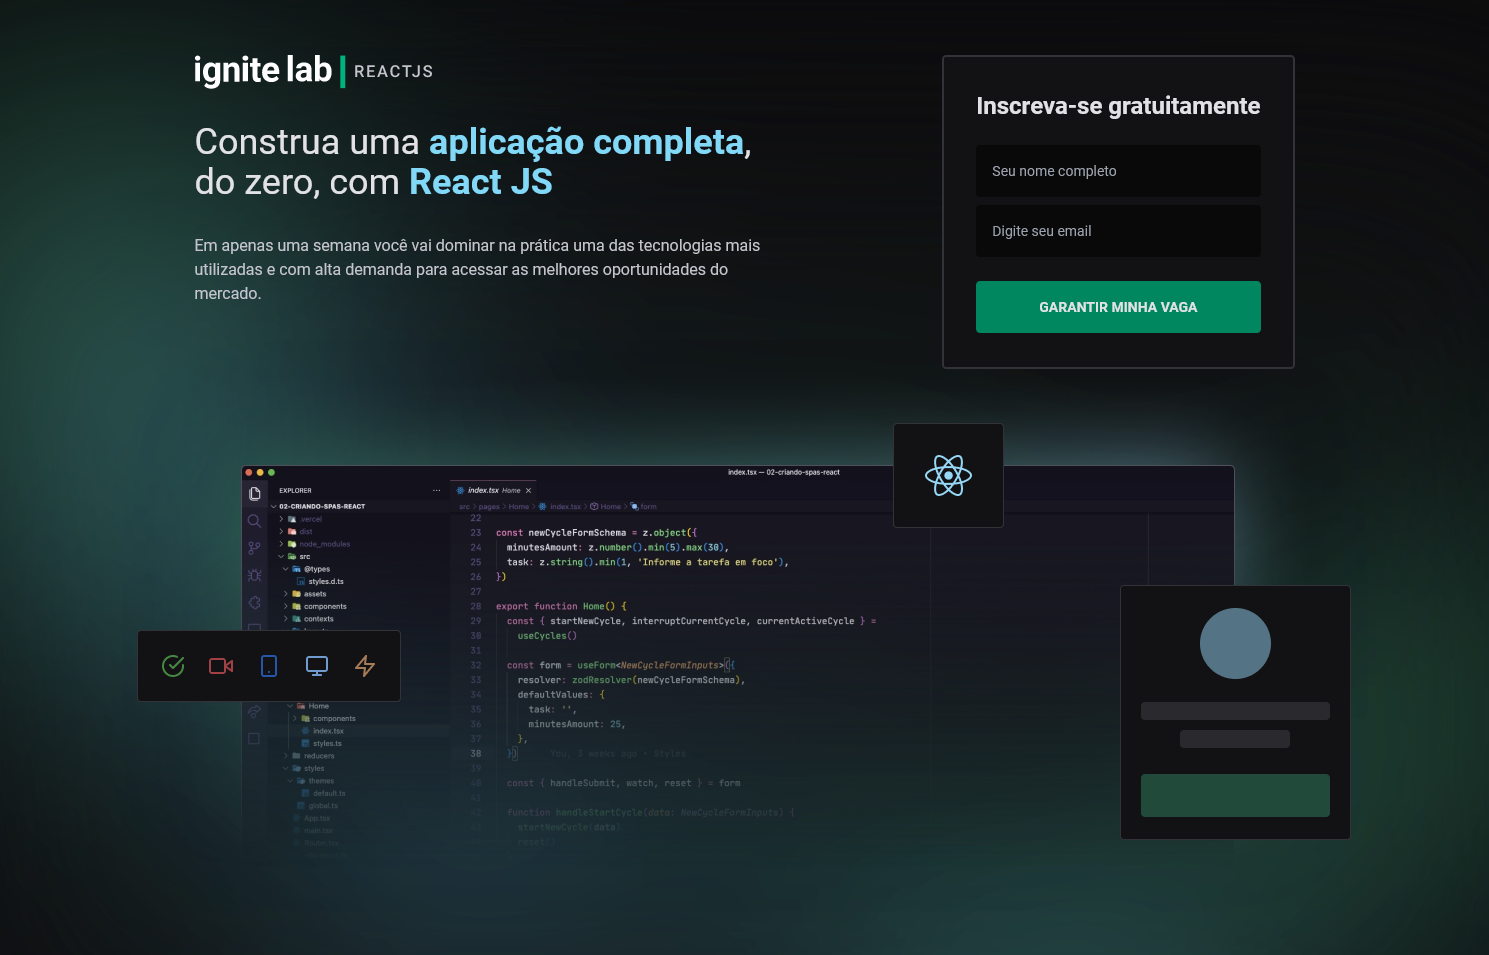 ignite lab | REACTJS
Construa uma aplicação completa,
do zero, com React JS
Em apenas uma semana você vai dominar na prática uma das tecnologias mais
utilizadas e com alta demanda para acessar as melhores oportunidades do
mercado.
Inscreva-se gratuitamente
Seu nome completo
Digite seu email
GARANTIR MINHA VAGA
index.tsx — 02-criando-spas-react
EXPLORER
02-CRIANDO-SPAS-REACT
.vercel
dist
node_modules
src
@types
styles.d.ts
assets
components
contexts
Home
components
index.tsx
styles.ts
reducers
styles
themes
default.ts
global.ts
App.tsx
main.tsx
Router.tsx
index.tsx Home
src > pages > Home > index.tsx > Home > form
22
23 const newCycleFormSchema = z.object({
24 minutesAmount: z.number().min(5).max(30),
25 task: z.string().min(1, 'Informe a tarefa em foco'),
26 })
27
28 export function Home() {
29 const { startNewCycle, interruptCurrentCycle, currentActiveCycle } =
30 useCycles()
31
32 const form = useForm<NewCycleFormInputs>({
33 resolver: zodResolver(newCycleFormSchema),
34 defaultValues: {
35 task: '',
36 minutesAmount: 25,
37 },
38 }) You, 3 weeks ago • Styles
39
40 const { handleSubmit, watch, reset } = form
41
42 function handleStartCycle(data: NewCycleFormInputs) {
43 startNewCycle(data)
44 reset()